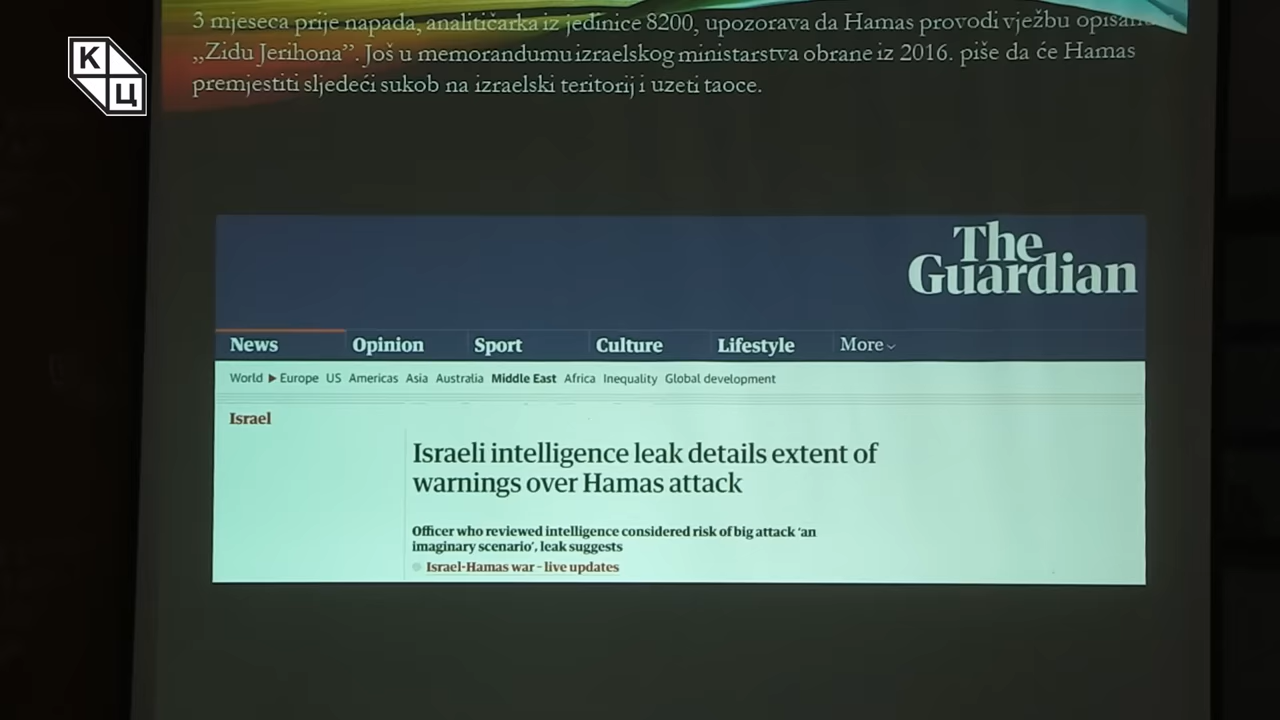 3 mjeseca prije napada, analitičarka iz jedinice 8200, upozorava da Hamas provodi vježbu
„Zidu Jerihona”. Još u memorandumu izraelskog ministarstva obrane iz 2016. piše da će Hamas
premjestiti sljedeći sukob na izraelski teritorij i uzeti taoce.
К
Ц
The
Guardian
News Opinion Sport Culture Lifestyle More
World Europe US Americas Asia Australia Middle East Africa Inequality Global development
Israel
Israeli intelligence leak details extent of
warnings over Hamas attack
Officer who reviewed intelligence considered risk of big attack ‘an
imaginary scenario’, leak suggests
Israel-Hamas war - live updates